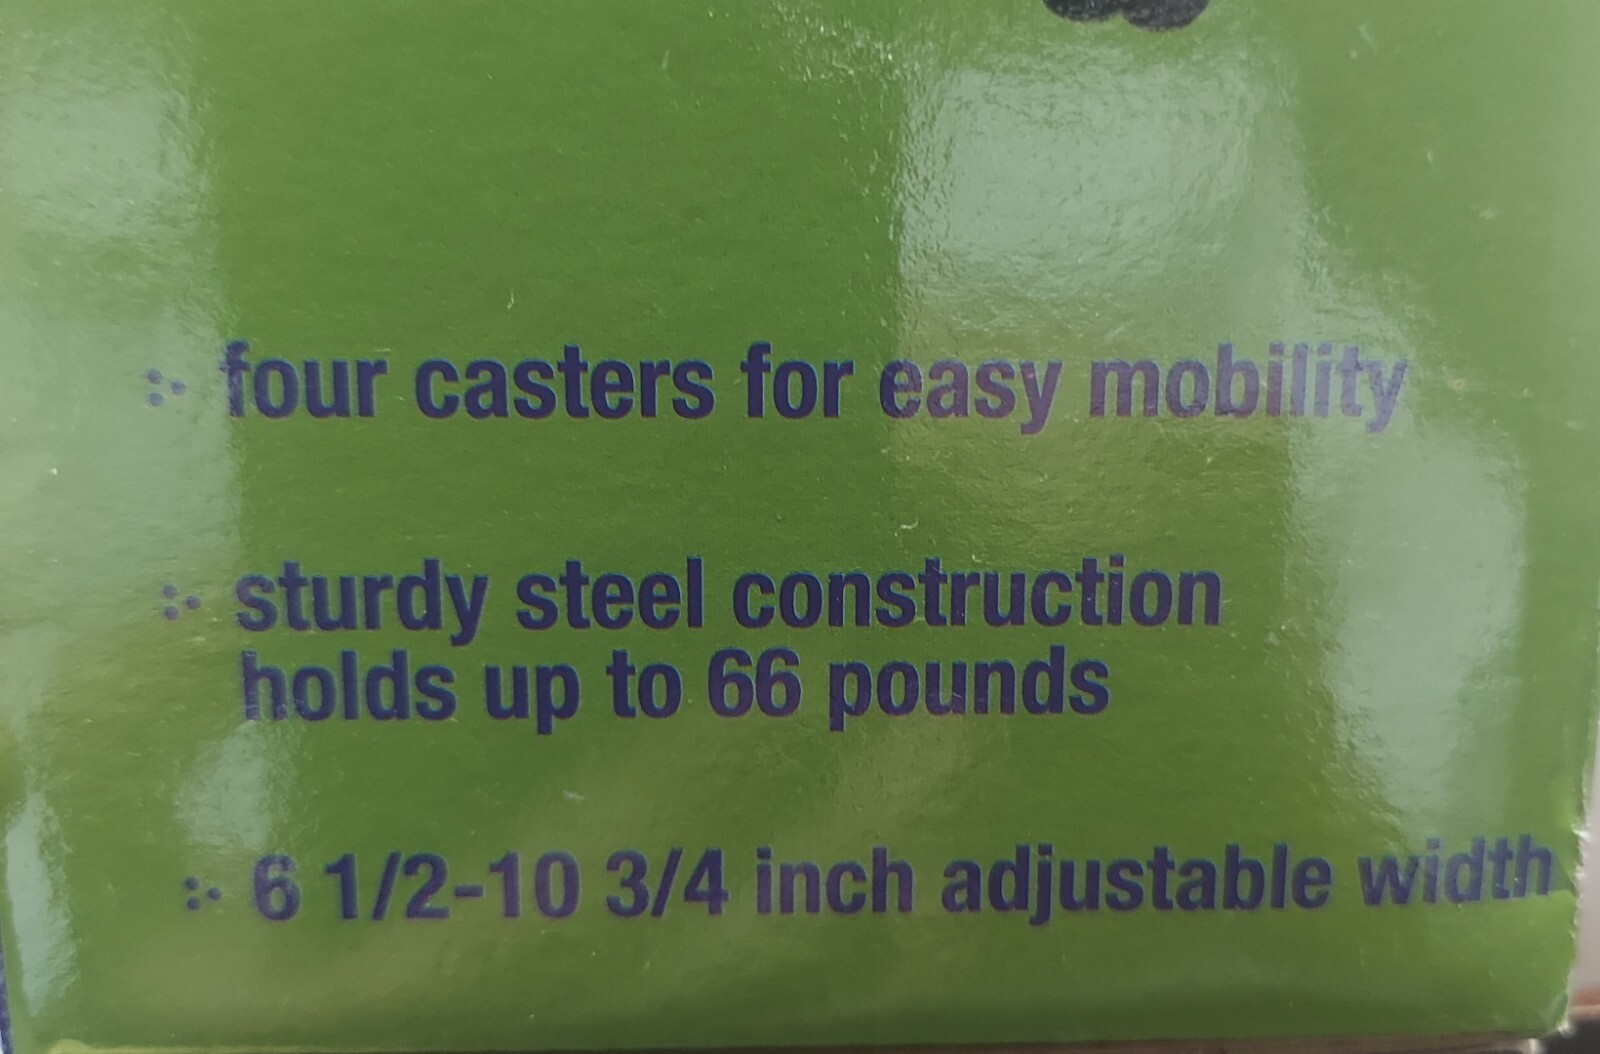 four casters for easy mobility
sturdy steel construction
holds up to 66 pounds
6 1/2-10 3/4 inch adjustable width